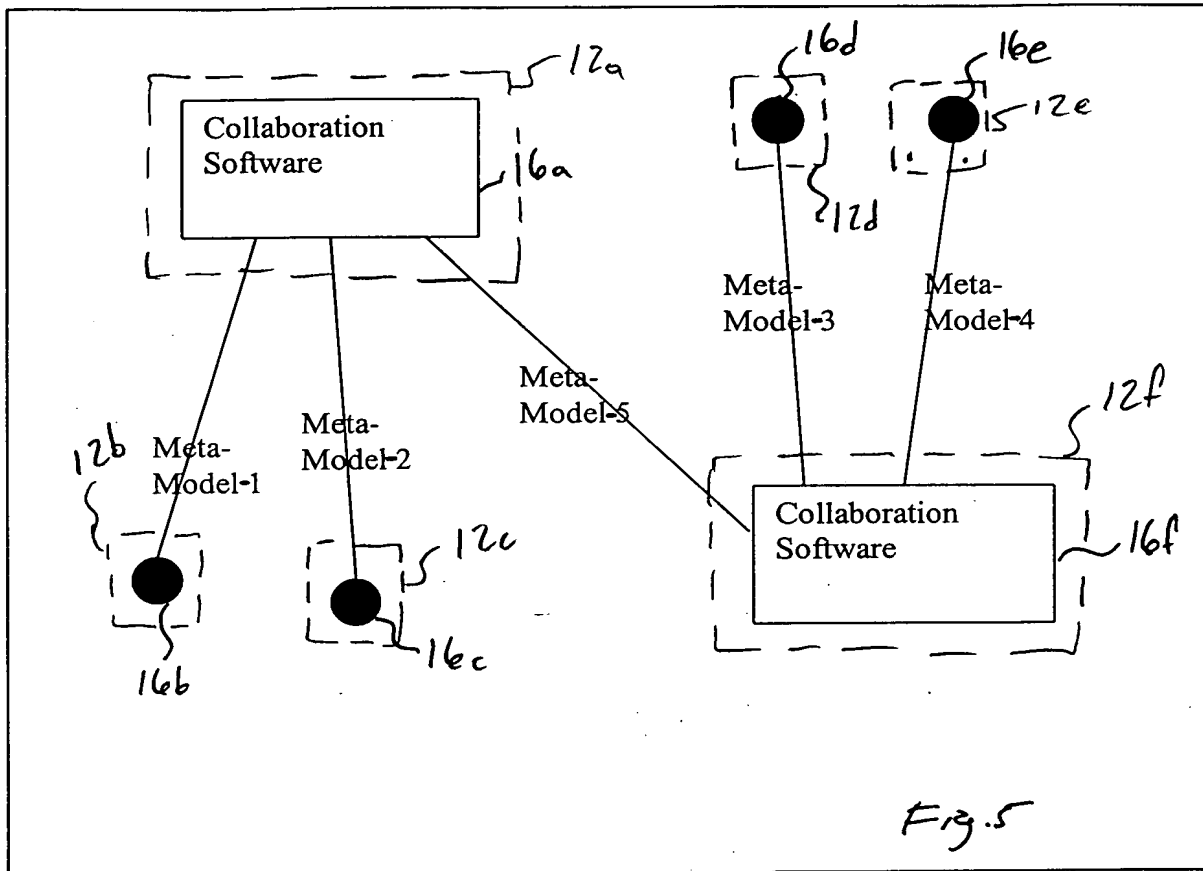 12a
Collaboration
Software
16a
16d
16e
12e
12d
Meta-
Model-3
Meta-
Model-4
Meta-
Model-5
12b
Meta-
Model-1
Meta-
Model-2
12f
12c
Collaboration
Software
16f
16b
16c
Fig. 5